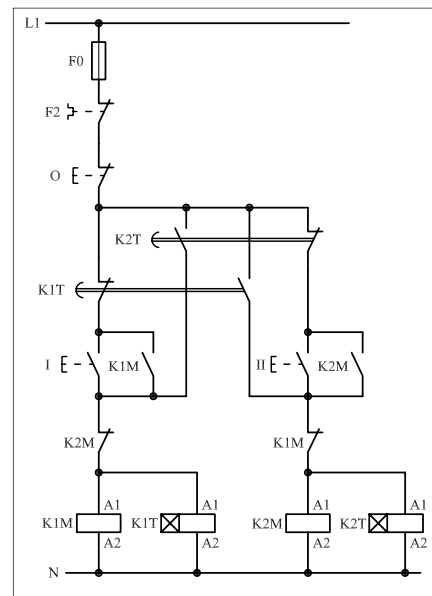 L1
F0
F2
O
K2T
K1T
I K1M II K2M
K2M K1M
A1 A1 A1 A1
K1M K1T K2M K2T
A2 A2 A2 A2
N